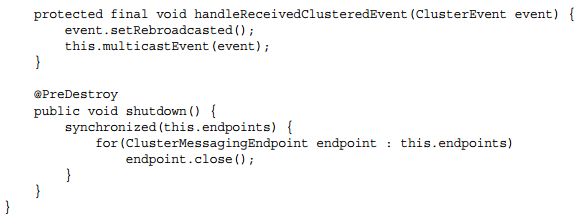 protected final void handleReceivedClusteredEvent(ClusterEvent event) {
event.setRebroadcasted();
this.multicastEvent(event);
}
@PreDestroy
public void shutdown() {
synchronized(this.endpoints) {
for(ClusterMessagingEndpoint endpoint : this.endpoints)
endpoint.close();
}
}
}